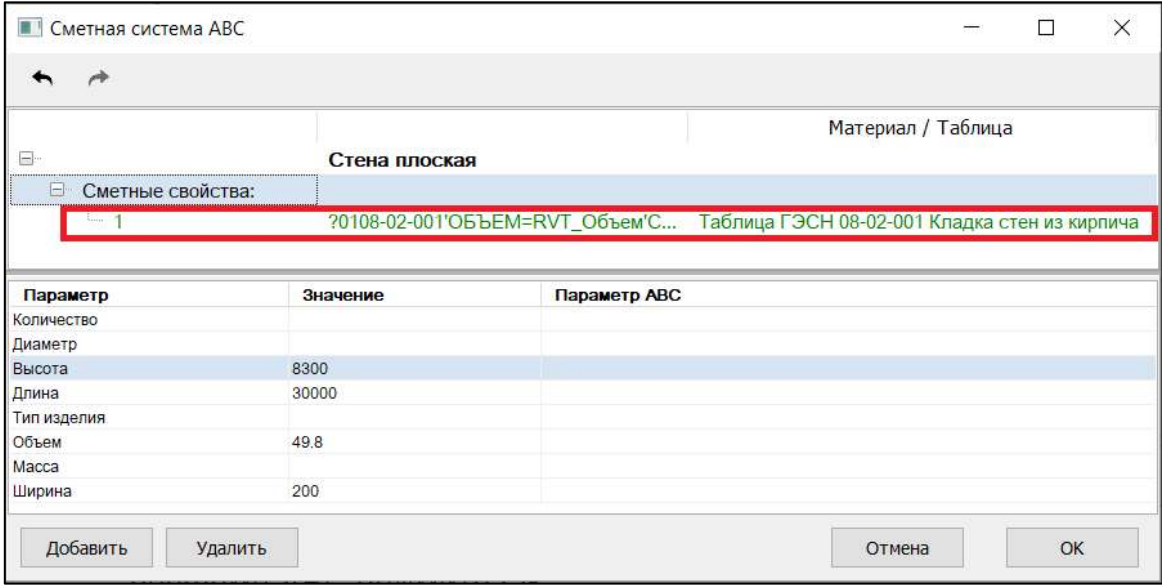 Сметная система АВС
Материал / Таблица
Стена плоская
Сметные свойства:
1 ?0108-02-001'ОБЪЕМ=RVT_Объем'С... Таблица ГЭСН 08-02-001 Кладка стен из кирпича
Параметр Значение Параметр АВС
Количество
Диаметр
Высота 8300
Длина 30000
Тип изделия
Объем 49.8
Масса
Ширина 200
Добавить Удалить Отмена OK